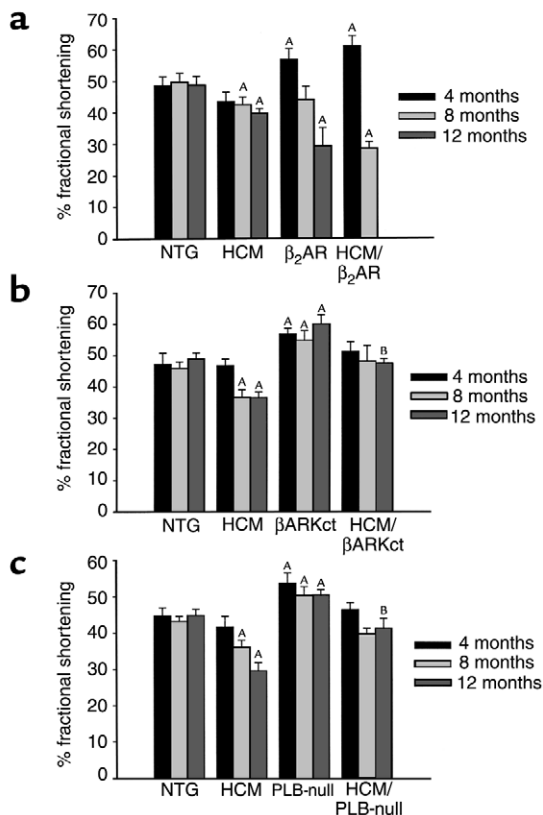 a
% fractional shortening
70
60
50
40
30
20
10
0
A
A
A
A
A
A
4 months
8 months
12 months
NTG
HCM
β2AR
HCM/
β2AR
b
% fractional shortening
70
60
50
40
30
20
10
0
A
A
A
A
A
B
4 months
8 months
12 months
NTG
HCM
βARKct
HCM/
βARKct
c
% fractional shortening
60
50
40
30
20
10
0
A
A
A
A
A
B
4 months
8 months
12 months
NTG
HCM
PLB-null
HCM/
PLB-null